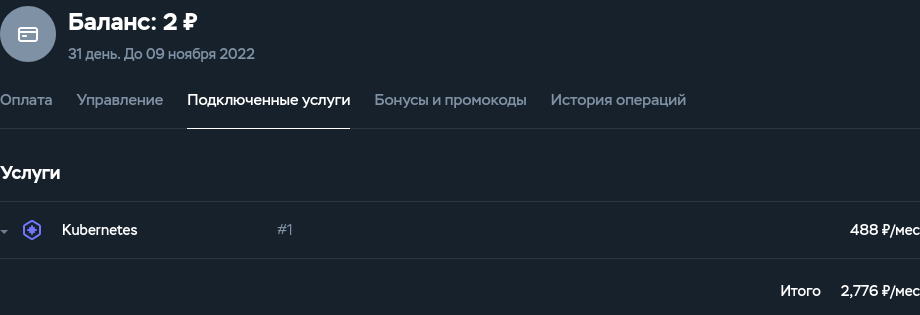 Баланс: 2 ₽
31 день. До 09 ноября 2022
Оплата Управление Подключенные услуги Бонусы и промокоды История операций
Услуги
Kubernetes #1 488 ₽/мес
Итого 2,776 ₽/мес